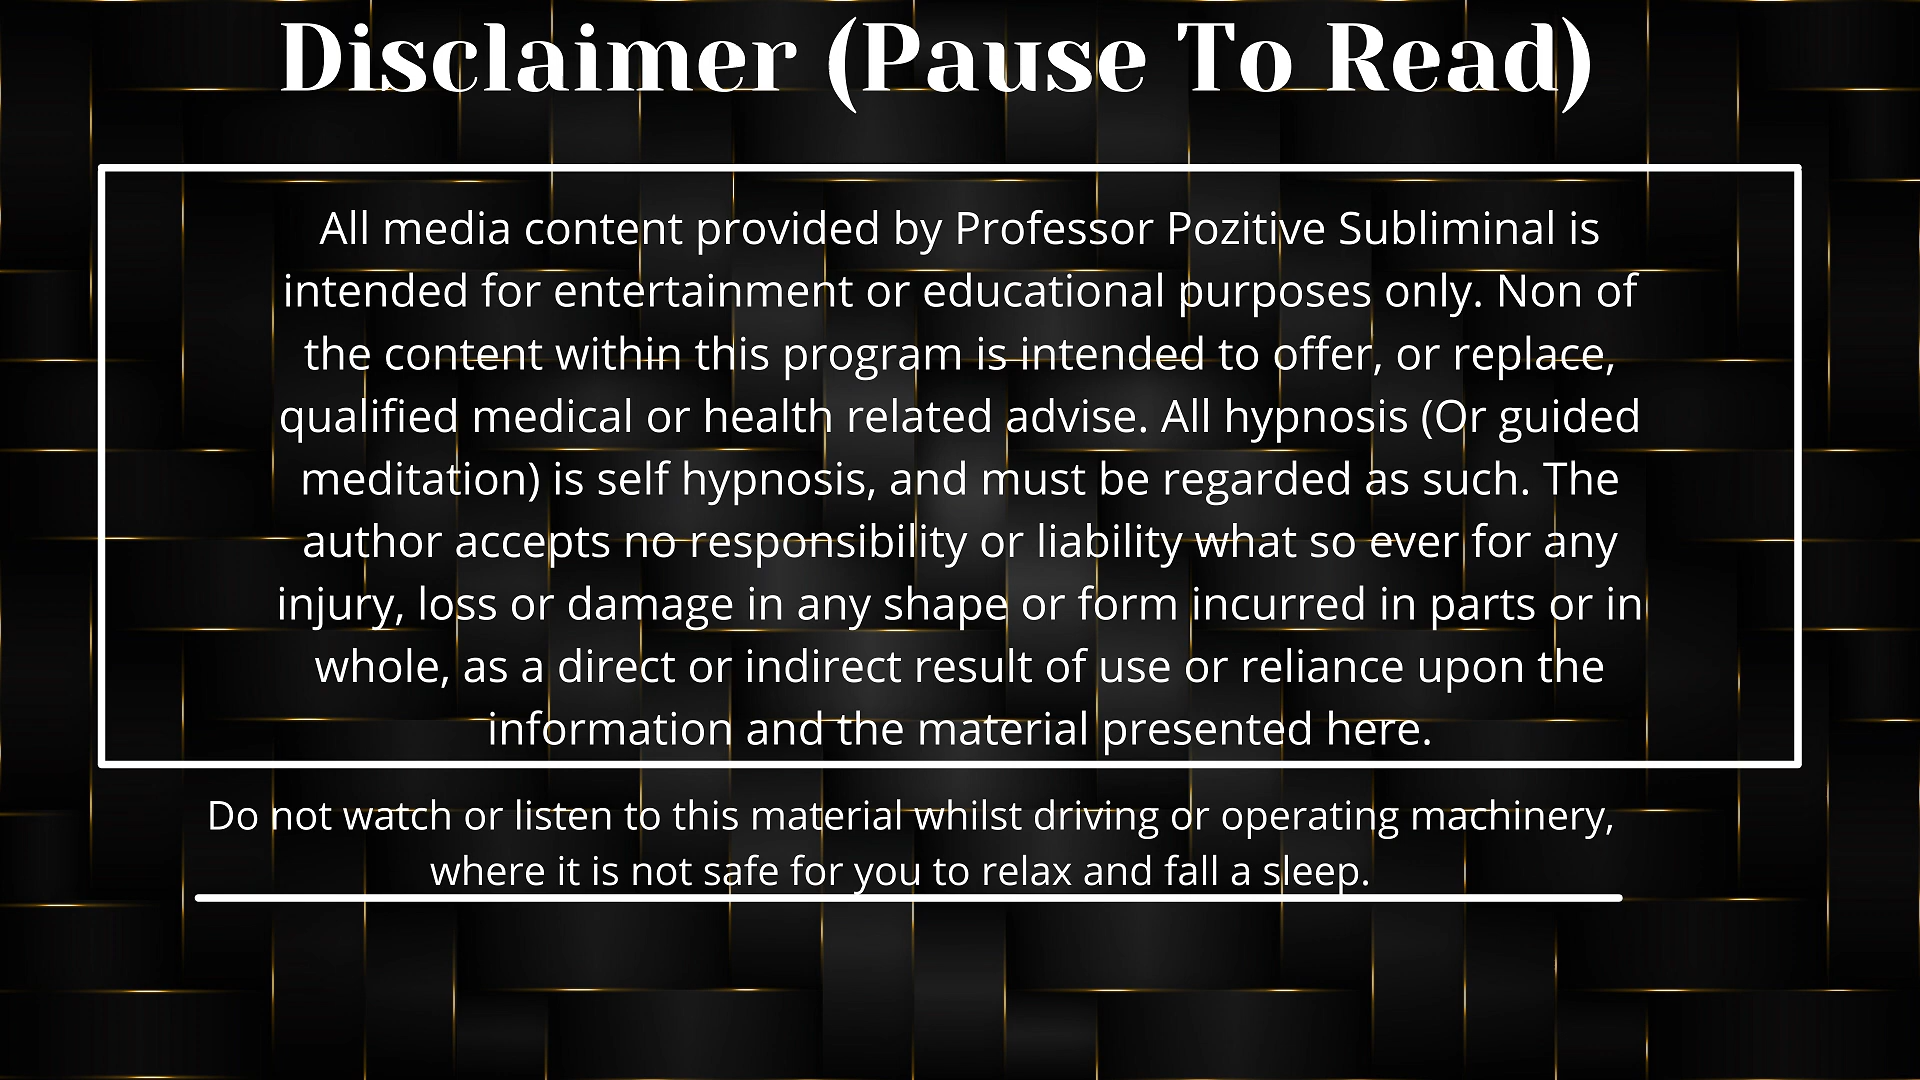 Disclaimer (Pause To Read)
All media content provided by Professor Pozitive Subliminal is
intended for entertainment or educational purposes only. Non of
the content within this program is intended to offer, or replace,
qualified medical or health related advise. All hypnosis (Or guided
meditation) is self hypnosis, and must be regarded as such. The
author accepts no responsibility or liability what so ever for any
injury, loss or damage in any shape or form incurred in parts or in
whole, as a direct or indirect result of use or reliance upon the
information and the material presented here.
Do not watch or listen to this material whilst driving or operating machinery,
where it is not safe for you to relax and fall a sleep.